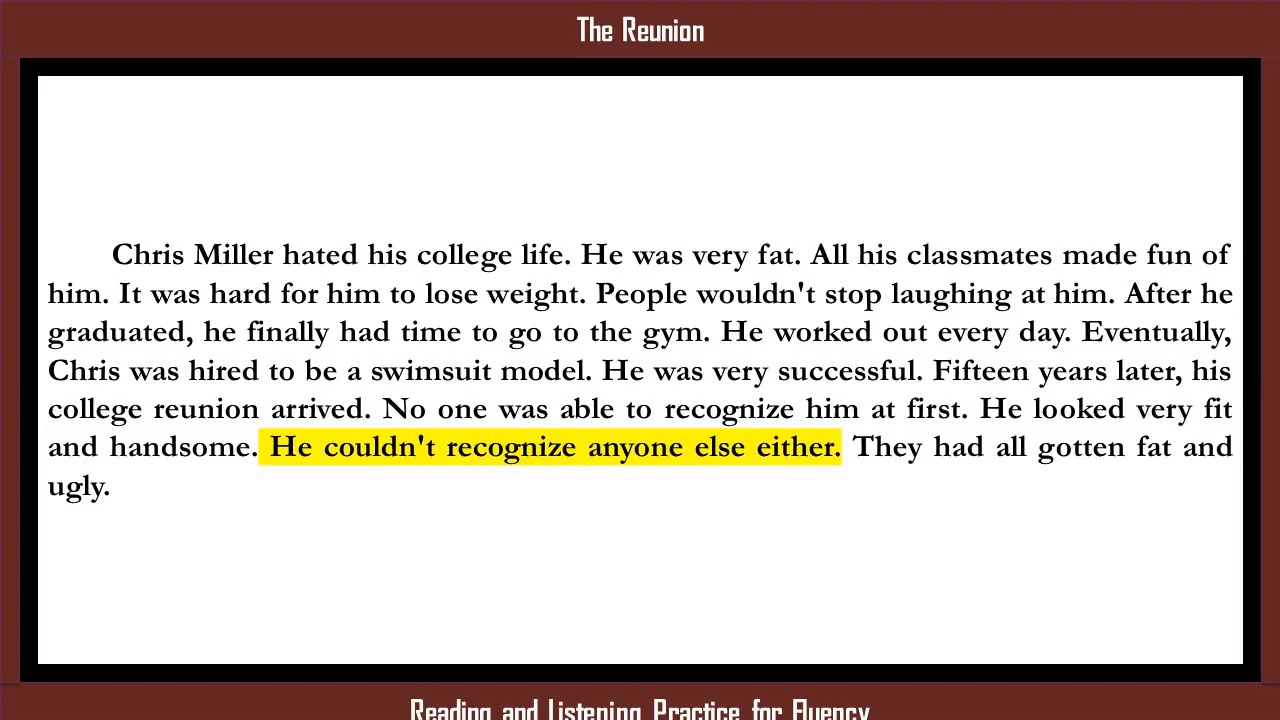 The Reunion
Chris Miller hated his college life. He was very fat. All his classmates made fun of
him. It was hard for him to lose weight. People wouldn't stop laughing at him. After he
graduated, he finally had time to go to the gym. He worked out every day. Eventually,
Chris was hired to be a swimsuit model. He was very successful. Fifteen years later, his
college reunion arrived. No one was able to recognize him at first. He looked very fit
and handsome. He couldn't recognize anyone else either. They had all gotten fat and
ugly.
Reading and Listening Practice for Fluency